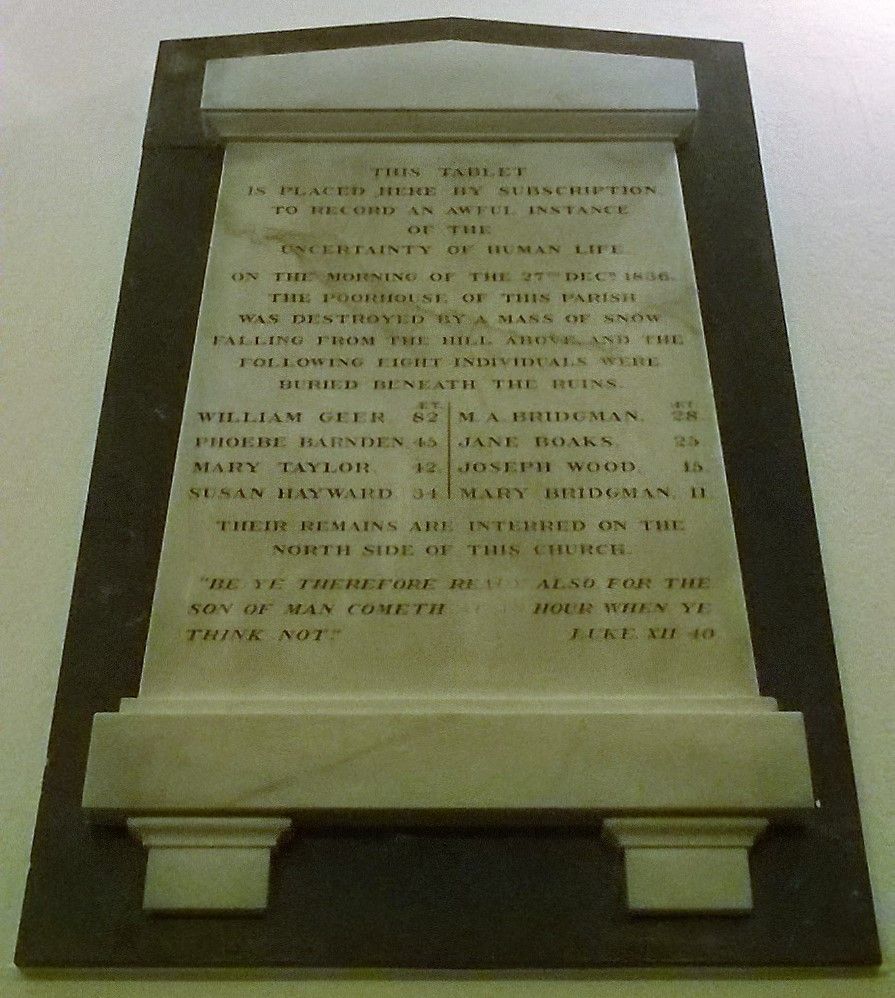 THIS TABLET
IS PLACED HERE BY SUBSCRIPTION
TO RECORD AN AWFUL INSTANCE
OF THE
UNCERTAINTY OF HUMAN LIFE.
ON THE MORNING OF THE 27TH DECR. 1836.
THE POORHOUSE OF THIS PARISH
WAS DESTROYED BY A MASS OF SNOW
FALLING FROM THE HILL ABOVE, AND THE
FOLLOWING EIGHT INDIVIDUALS WERE
BURIED BENEATH THE RUINS.
ÆT. ÆT.
WILLIAM GEER 82 M. A. BRIDGMAN. 28.
PHOEBE BARNDEN, 45. JANE BOAKS. 25
MARY TAYLOR. 42. JOSEPH WOOD. 15.
SUSAN HAYWARD 34 MARY BRIDGMAN. 11
THEIR REMAINS ARE INTERRED ON THE
NORTH SIDE OF THIS CHURCH.
"BE YE THEREFORE READY ALSO FOR THE
SON OF MAN COMETH HOUR WHEN YE
THINK NOT." LUKE. XII 40